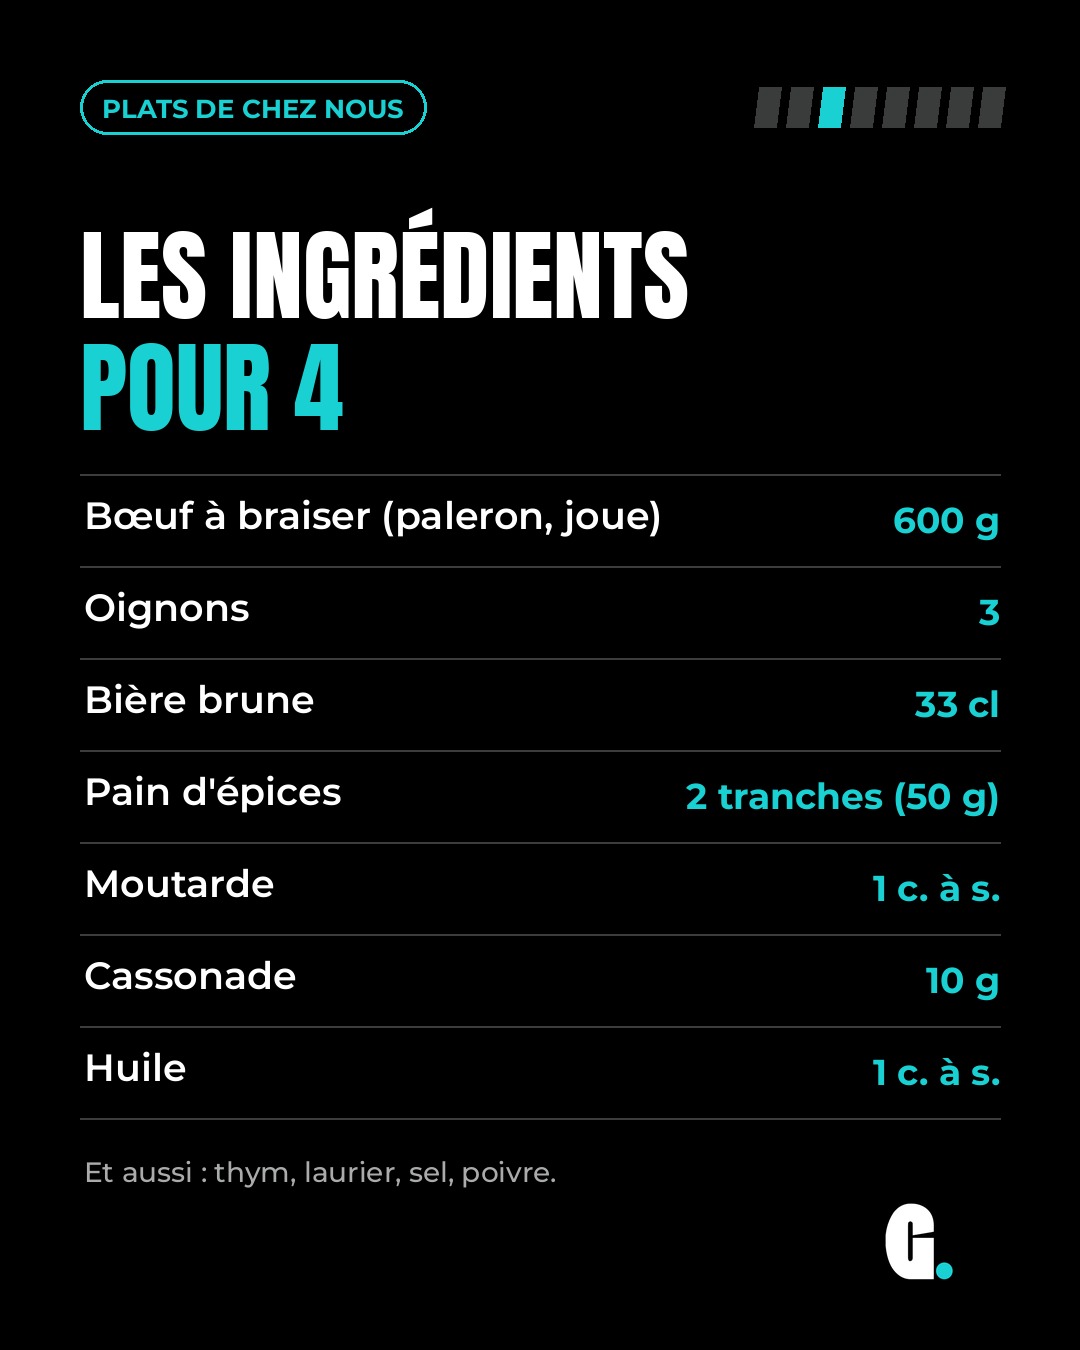 PLATS DE CHEZ NOUS
LES INGRÉDIENTS
POUR 4
Bœuf à braiser (paleron, joue) 600 g
Oignons 3
Bière brune 33 cl
Pain d'épices 2 tranches (50 g)
Moutarde 1 c. à s.
Cassonade 10 g
Huile 1 c. à s.
Et aussi : thym, laurier, sel, poivre.
G.